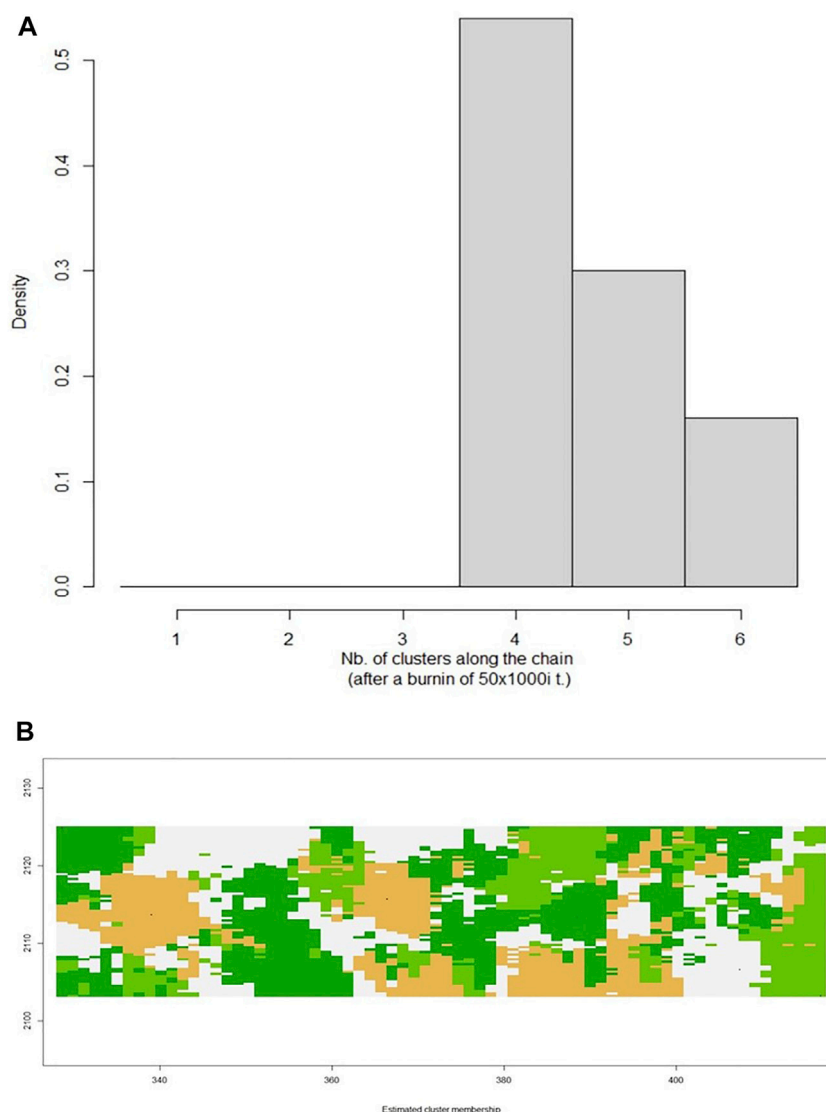 A
Density
0.0 0.1 0.2 0.3 0.4 0.5
1 2 3 4 5 6
Nb. of clusters along the chain
(after a burnin of 50x1000i t.)
B
2130
2120
2110
2100
340 360 380 400
Estimated cluster membership